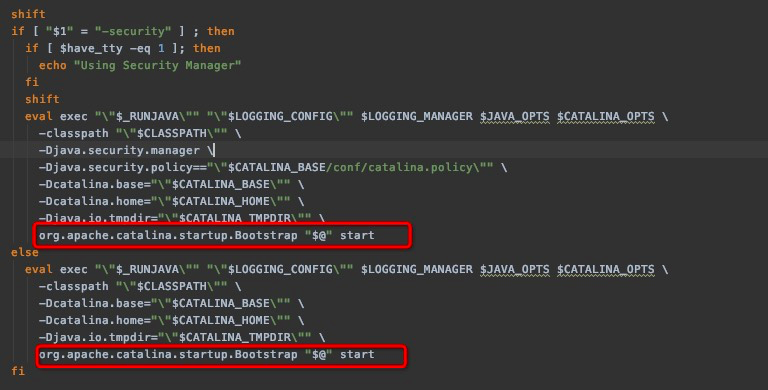 shift
if [ "$1" = "-security" ] ; then
if [ $have_tty -eq 1 ]; then
echo "Using Security Manager"
fi
shift
eval exec "\"$_RUNJAVA\"" "\"$LOGGING_CONFIG\"" $LOGGING_MANAGER $JAVA_OPTS $CATALINA_OPTS \
-classpath "\"$CLASSPATH\"" \
-Djava.security.manager \
-Djava.security.policy=="\"$CATALINA_BASE/conf/catalina.policy\"" \
-Dcatalina.base="\"$CATALINA_BASE\"" \
-Dcatalina.home="\"$CATALINA_HOME\"" \
-Djava.io.tmpdir="\"$CATALINA_TMPDIR\"" \
org.apache.catalina.startup.Bootstrap "$@" start
else
eval exec "\"$_RUNJAVA\"" "\"$LOGGING_CONFIG\"" $LOGGING_MANAGER $JAVA_OPTS $CATALINA_OPTS \
-classpath "\"$CLASSPATH\"" \
-Dcatalina.base="\"$CATALINA_BASE\"" \
-Dcatalina.home="\"$CATALINA_HOME\"" \
-Djava.io.tmpdir="\"$CATALINA_TMPDIR\"" \
org.apache.catalina.startup.Bootstrap "$@" start
fi